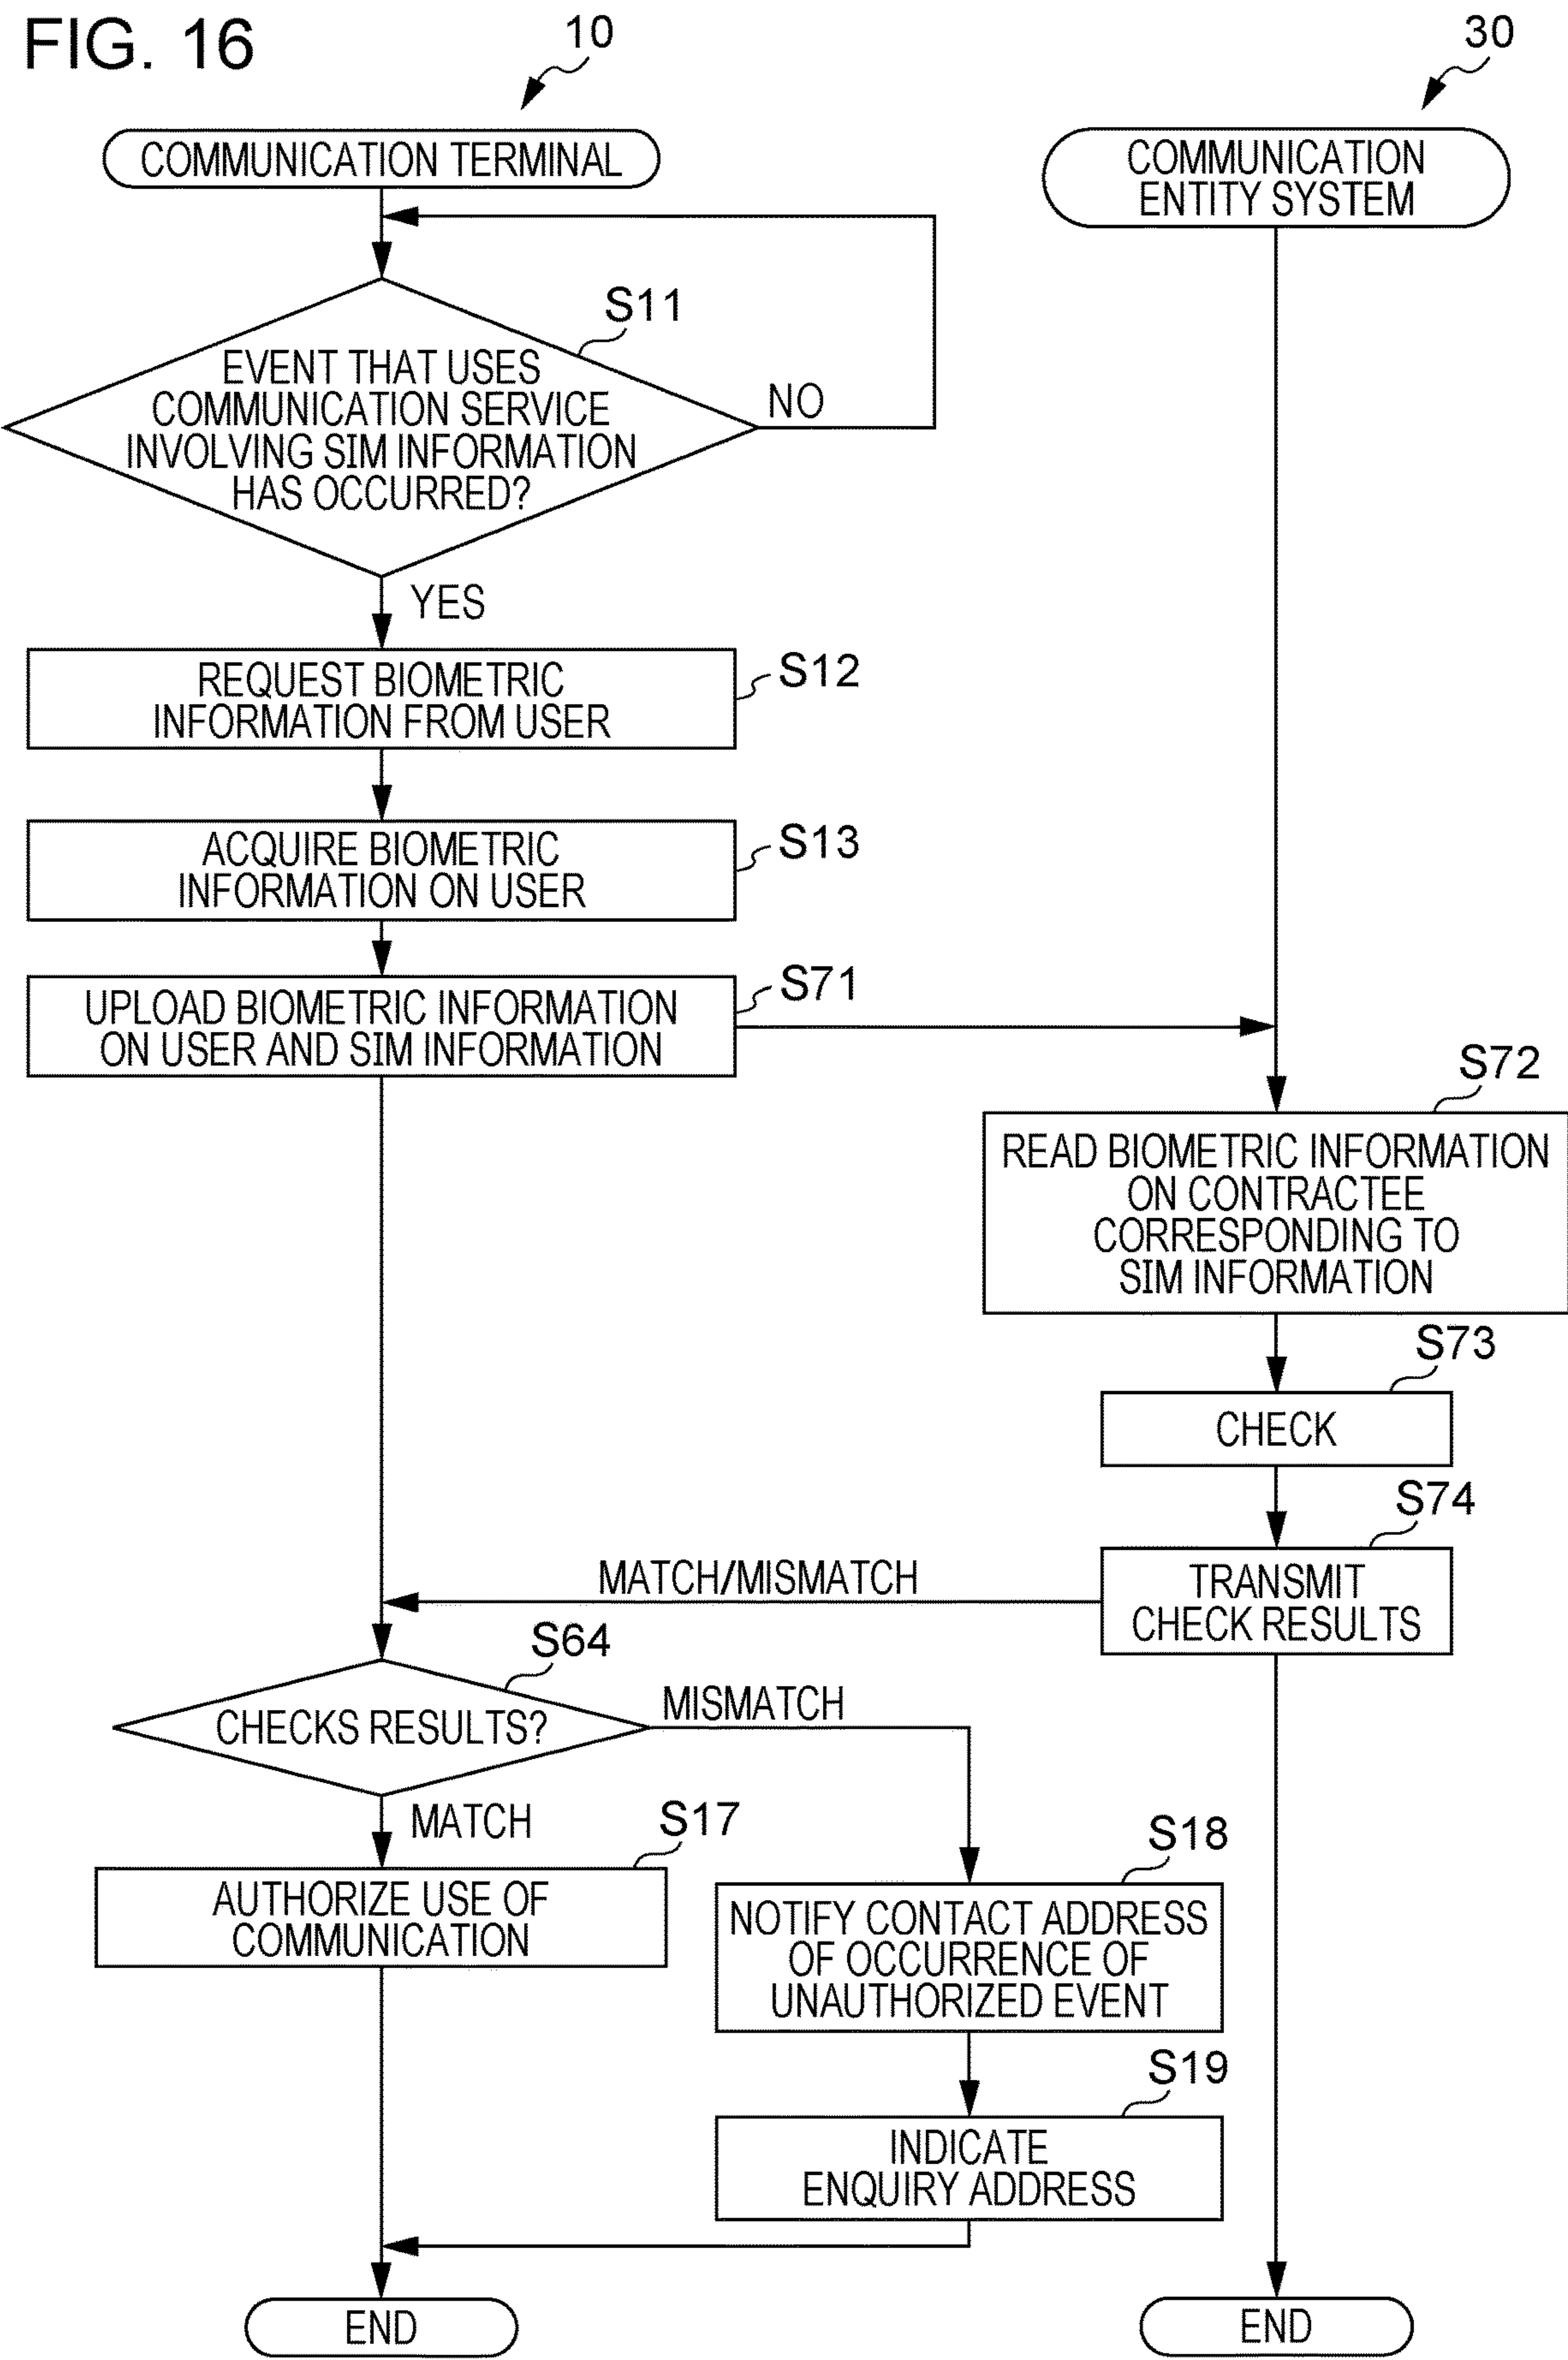 FIG. 16
10
30
COMMUNICATION TERMINAL
COMMUNICATION
ENTITY SYSTEM
S11
EVENT THAT USES
COMMUNICATION SERVICE
INVOLVING SIM INFORMATION
HAS OCCURRED?
NO
YES
S12
REQUEST BIOMETRIC
INFORMATION FROM USER
S13
ACQUIRE BIOMETRIC
INFORMATION ON USER
S71
UPLOAD BIOMETRIC INFORMATION
ON USER AND SIM INFORMATION
S72
READ BIOMETRIC INFORMATION
ON CONTRACTEE
CORRESPONDING TO
SIM INFORMATION
S73
CHECK
S74
TRANSMIT
CHECK RESULTS
MATCH/MISMATCH
S64
CHECKS RESULTS?
MISMATCH
MATCH
S17
AUTHORIZE USE OF
COMMUNICATION
S18
NOTIFY CONTACT ADDRESS
OF OCCURRENCE OF
UNAUTHORIZED EVENT
S19
INDICATE
ENQUIRY ADDRESS
END
END